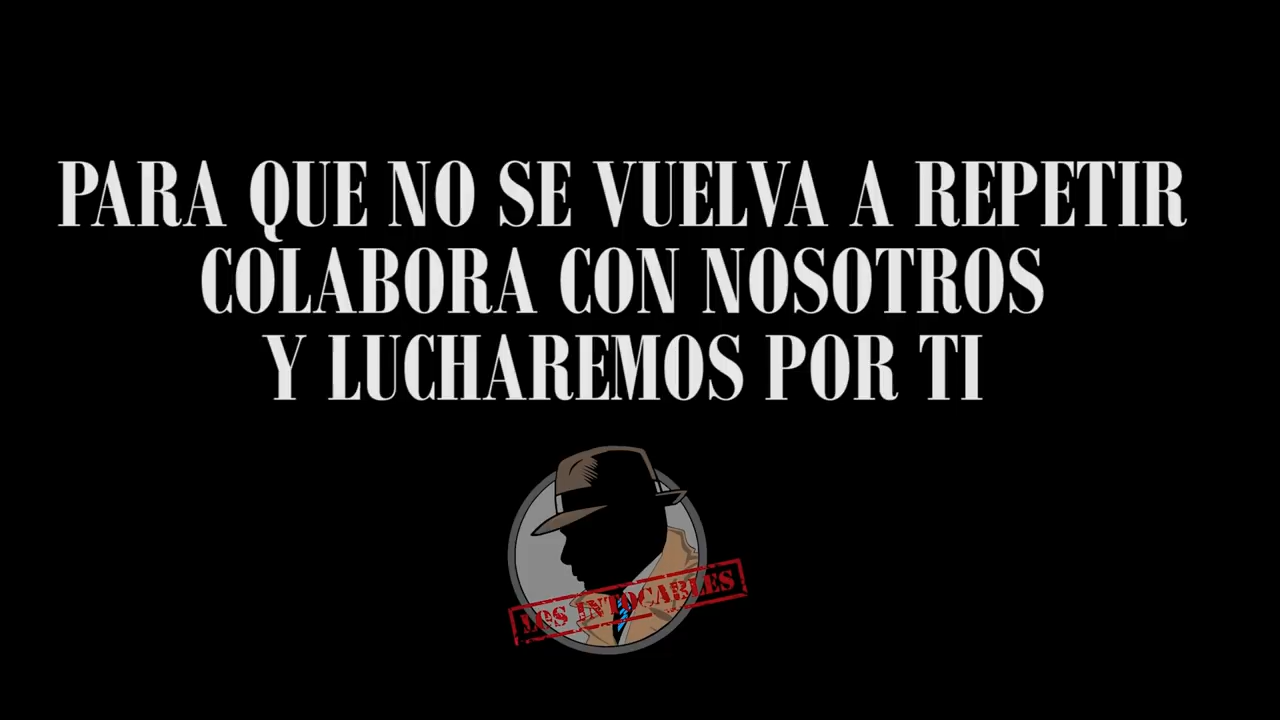 PARA QUE NO SE VUELVA A REPETIR
COLABORA CON NOSOTROS
Y LUCHAREMOS POR TI
LOS INTOCABLES